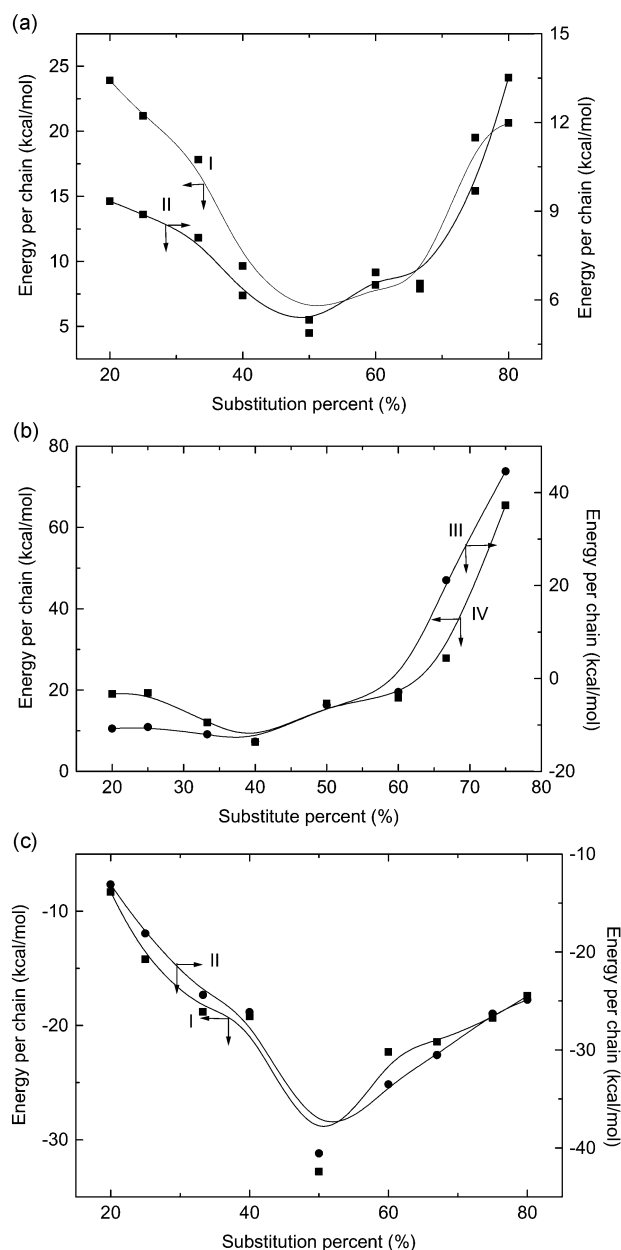 (a)
Energy per chain (kcal/mol)
25
20
15
10
5
15
12
9
6
Energy per chain (kcal/mol)
I
II
20 40 60 80
Substitution percent (%)
(b)
Energy per chain (kcal/mol)
80
60
40
20
0
40
20
0
-20
Energy per chain (kcal/mol)
III
IV
10 20 30 40 50 60 70 80
Substitute percent (%)
(c)
Energy per chain (kcal/mol)
-10
-20
-30
-10
-20
-30
-40
Energy per chain (kcal/mol)
II
I
20 40 60 80
Substitution percent (%)